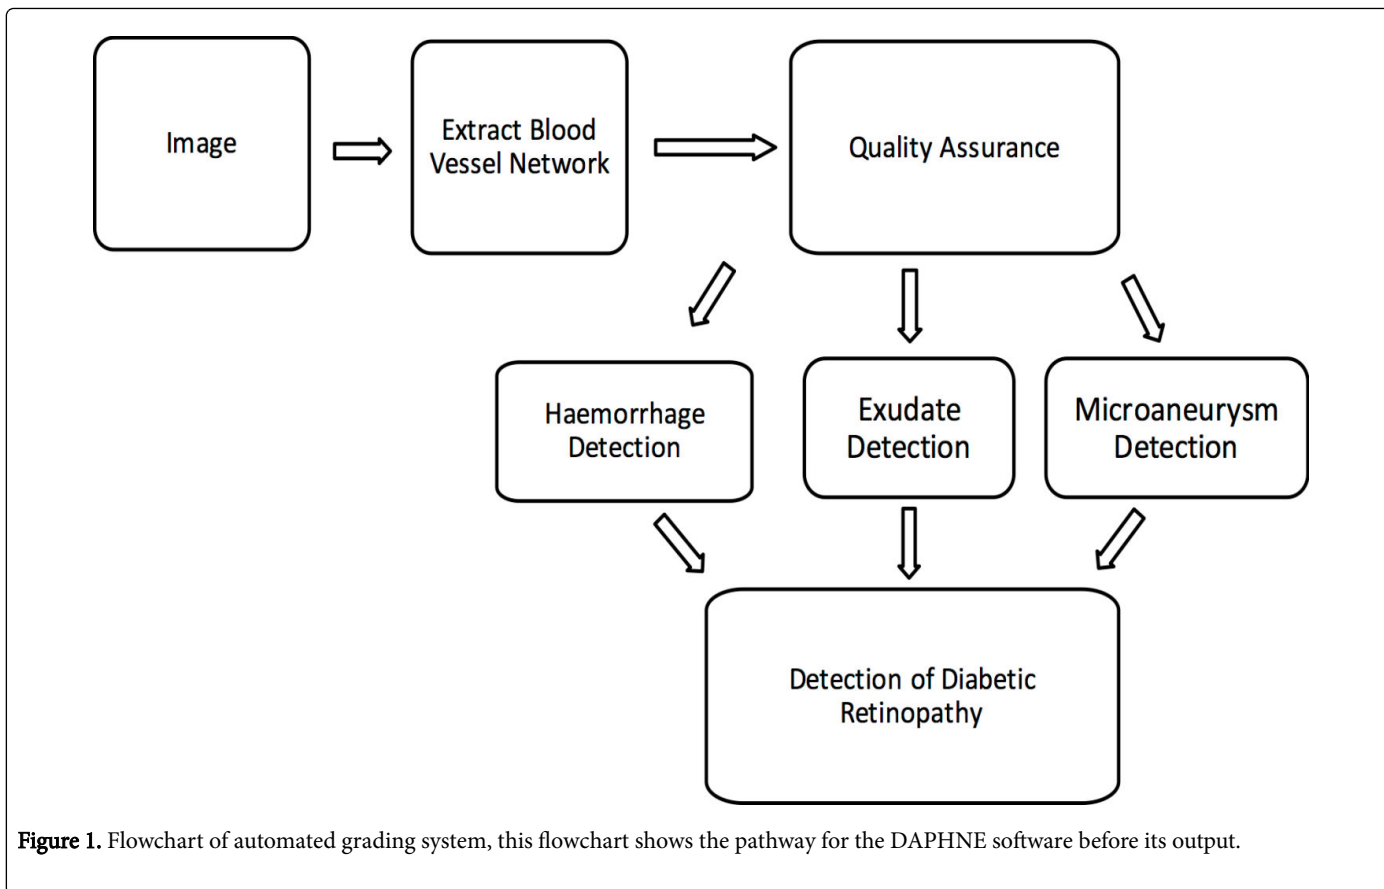 Image
Extract Blood
Vessel Network
Quality Assurance
Haemorrhage
Detection
Exudate
Detection
Microaneurysm
Detection
Detection of Diabetic
Retinopathy
Figure 1. Flowchart of automated grading system, this flowchart shows the pathway for the DAPHNE software before its output.